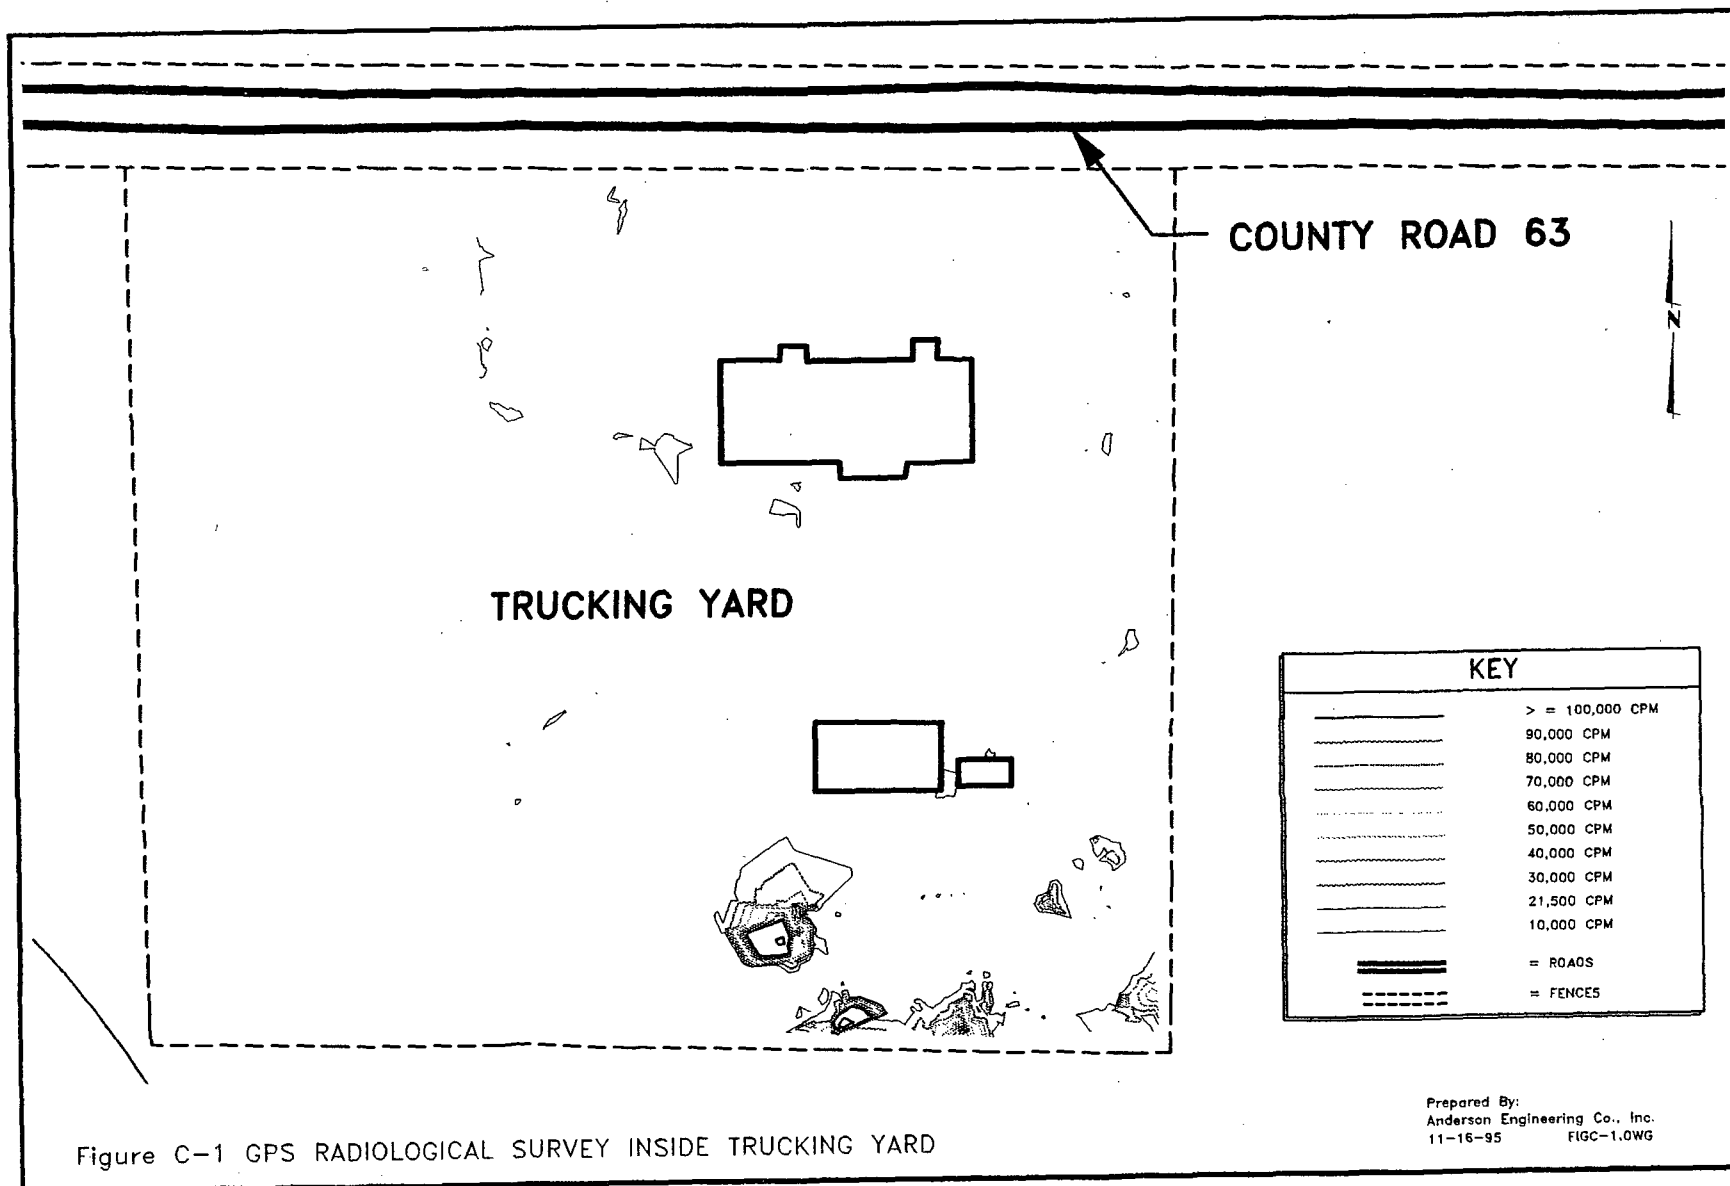 COUNTY ROAD 63
N
TRUCKING YARD
KEY
> = 100,000 CPM
90,000 CPM
80,000 CPM
70,000 CPM
60,000 CPM
50,000 CPM
40,000 CPM
30,000 CPM
21,500 CPM
10,000 CPM
= ROADS
= FENCES
Prepared By:
Anderson Engineering Co., Inc.
11-16-95 FIGC-1.DWG
Figure C-1 GPS RADIOLOGICAL SURVEY INSIDE TRUCKING YARD